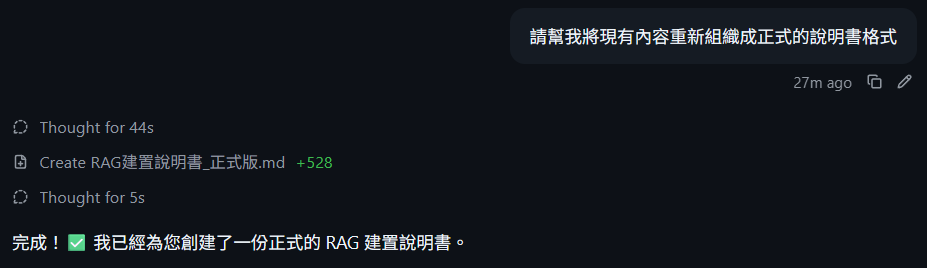 請幫我將現有內容重新組織成正式的說明書格式
27m ago
Thought for 44s
Create RAG建置說明書_正式版.md +528
Thought for 5s
完成！✅ 我已經為您創建了一份正式的 RAG 建置說明書。